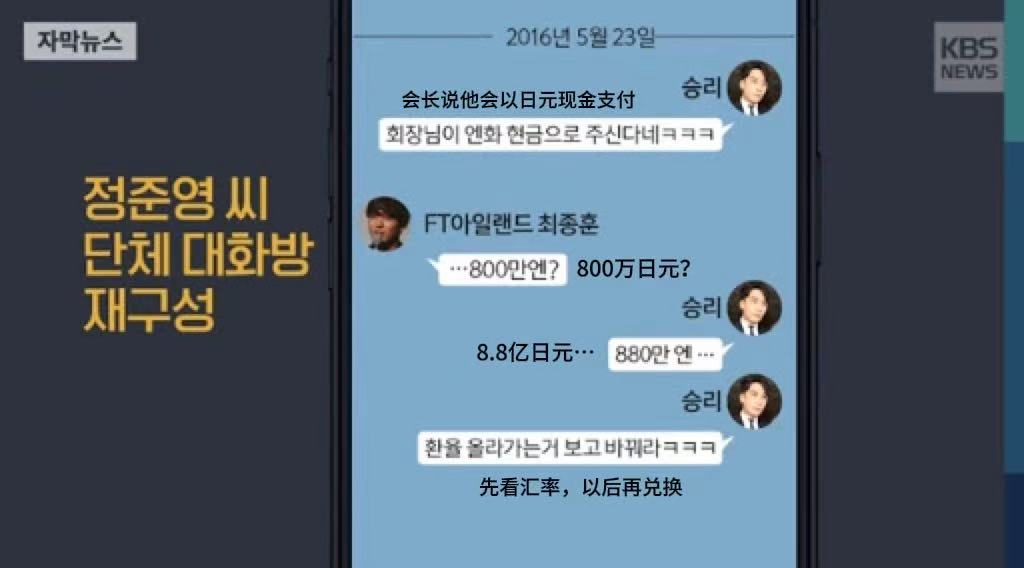 자막뉴스
KBS
NEWS
2016년 5월 23일
승리
会长说他会以日元现金支付
회장님이 엔화 현금으로 주신다네ㅋㅋㅋ
정준영 씨
단체 대화방
재구성
FT아일랜드 최종훈
…800만엔? 800万日元?
승리
8.8亿日元… 880만 엔 …
승리
환율 올라가는거 보고 바꿔라ㅋㅋㅋ
先看汇率，以后再兑换